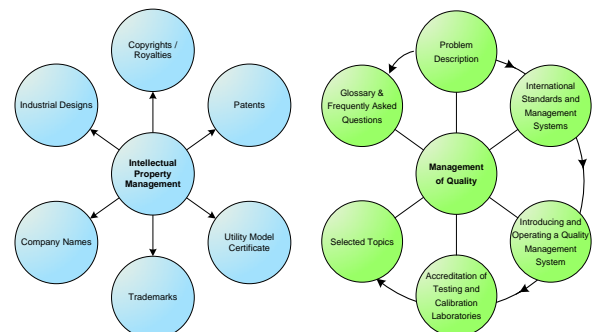 Copyrights /
Royalties
Industrial Designs
Patents
Intellectual
Property
Management
Company Names
Utility Model
Certificate
Trademarks
Problem
Description
Glossary &
Frequently Asked
Questions
International
Standards and
Management
Systems
Management
of Quality
Selected Topics
Introducing and
Operating a Quality
Management
System
Accreditation of
Testing and
Calibration
Laboratories